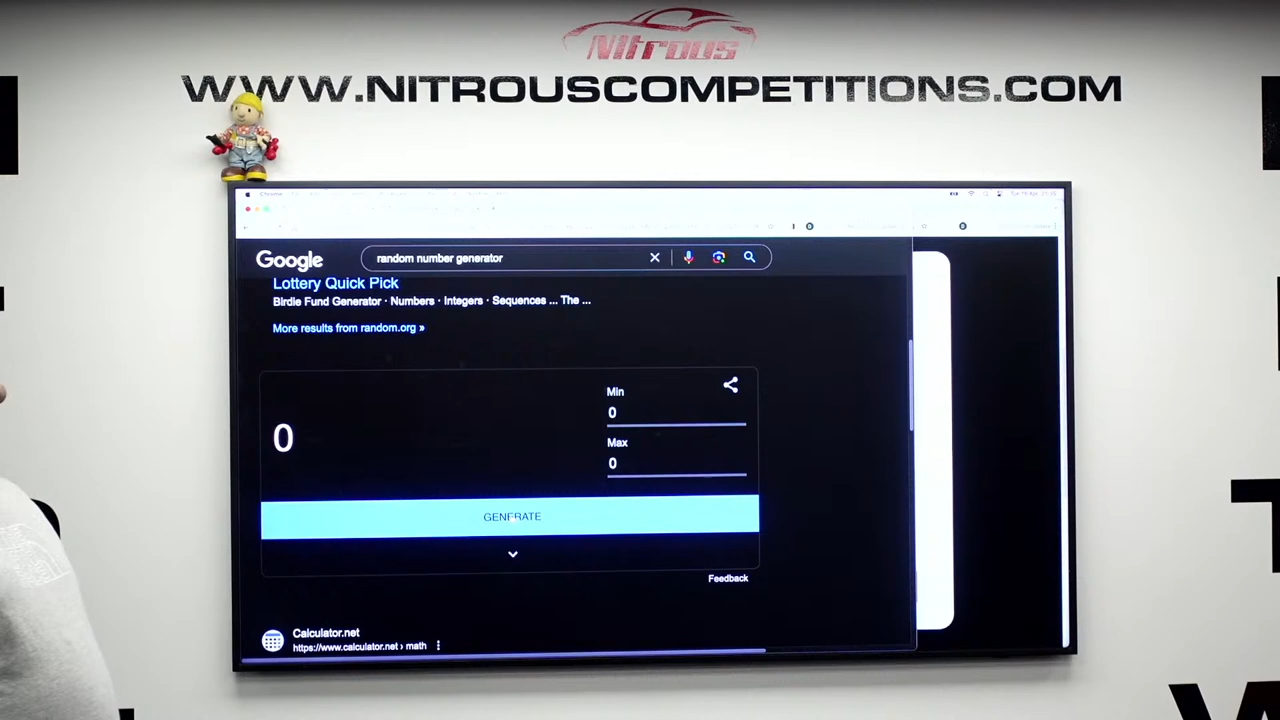 Nitrous
WWW.NITROUSCOMPETITIONS.COM
Chrome
Google
random number generator
Lottery Quick Pick
Birdie Fund Generator · Numbers · Integers · Sequences ... The ...
More results from random.org »
Min
0
0
Max
0
GENERATE
Feedback
Calculator.net
https://www.calculator.net › math